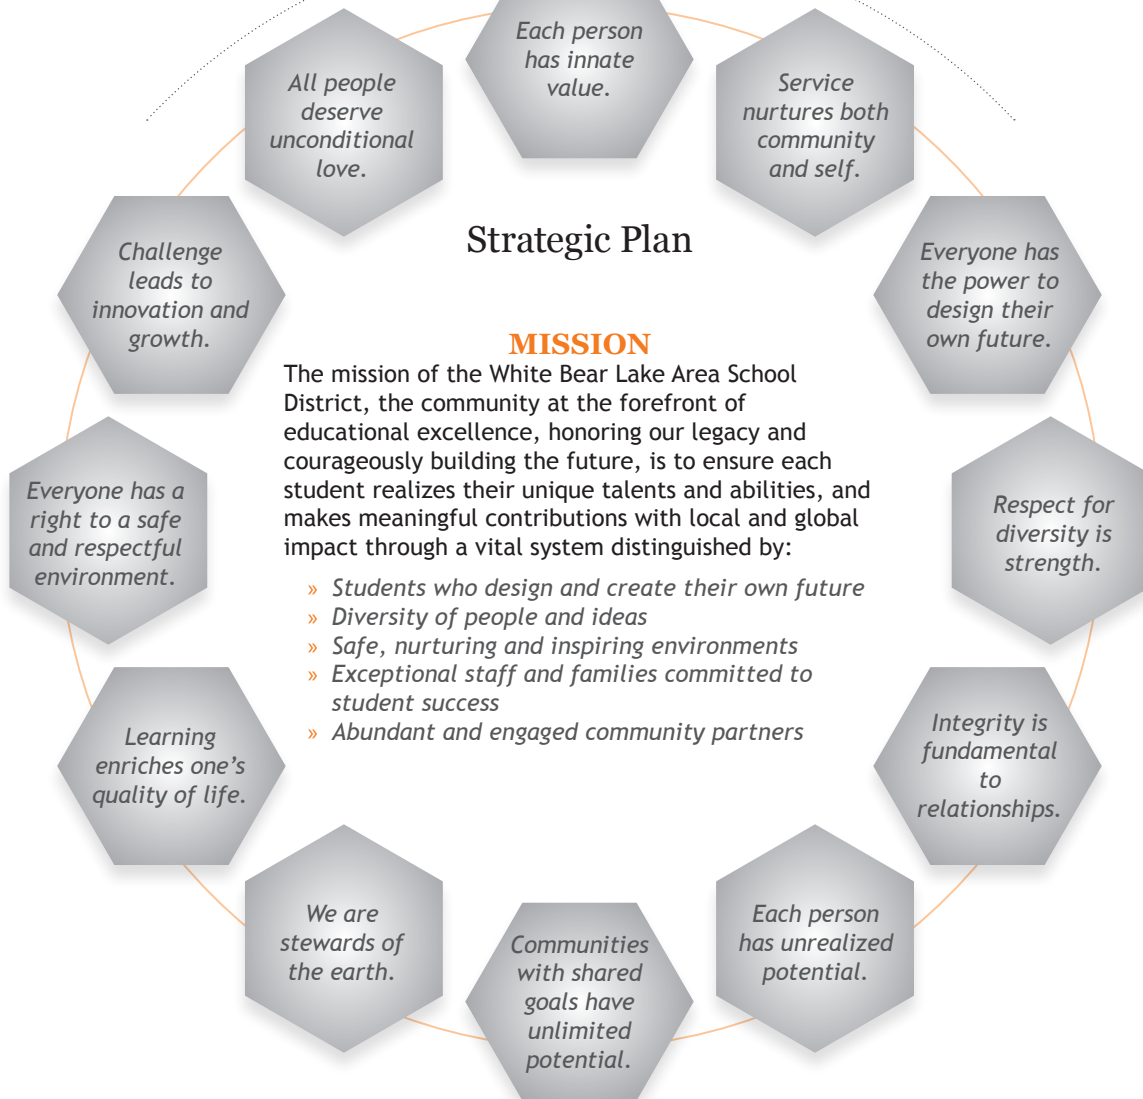 Each person
has innate
value.
Service
nurtures both
community
and self.
Everyone has
the power to
design their
own future.
Respect for
diversity is
strength.
Integrity is
fundamental
to
relationships.
Each person
has unrealized
potential.
Communities
with shared
goals have
unlimited
potential.
We are
stewards of
the earth.
Learning
enriches one’s
quality of life.
Everyone has a
right to a safe
and respectful
environment.
Challenge
leads to
innovation and
growth.
All people
deserve
unconditional
love.
Strategic Plan
MISSION
The mission of the White Bear Lake Area School
District, the community at the forefront of
educational excellence, honoring our legacy and
courageously building the future, is to ensure each
student realizes their unique talents and abilities, and
makes meaningful contributions with local and global
impact through a vital system distinguished by:
» Students who design and create their own future
» Diversity of people and ideas
» Safe, nurturing and inspiring environments
» Exceptional staff and families committed to
student success
» Abundant and engaged community partners